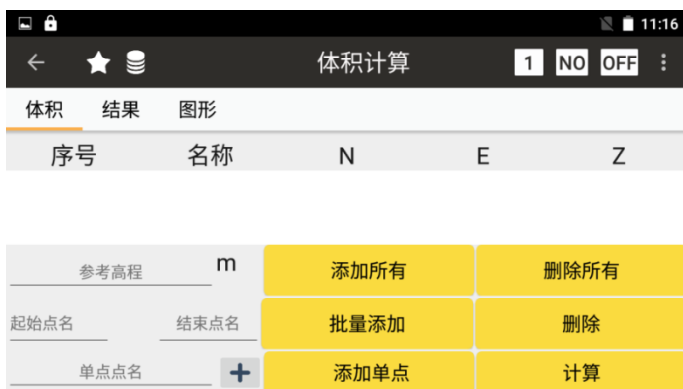 11:16
体积计算 1 NO OFF
体积 结果 图形
序号 名称 N E Z
参考高程 m 添加所有 删除所有
起始点名 结束点名 批量添加 删除
单点点名 + 添加单点 计算